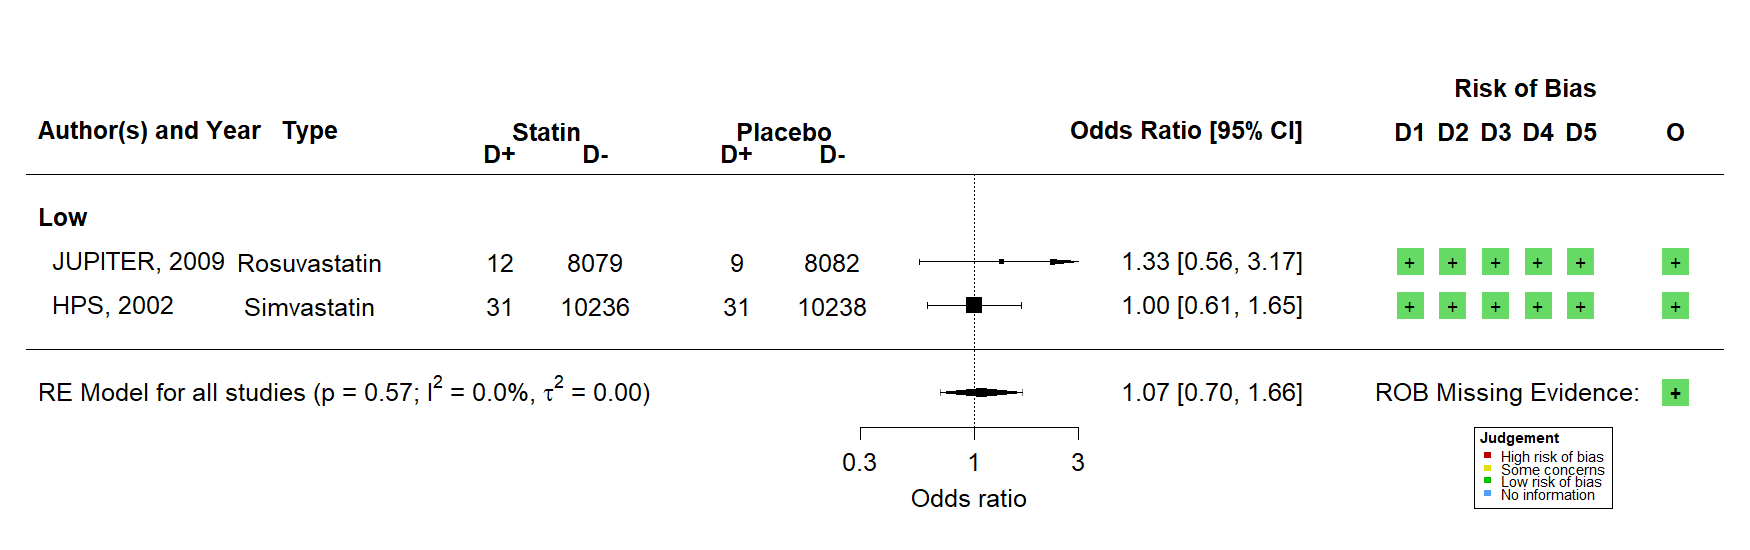 Risk of Bias
Author(s) and Year Type Statin Placebo Odds Ratio [95% CI] D1 D2 D3 D4 D5 O
D+ D- D+ D-
Low
JUPITER, 2009 Rosuvastatin 12 8079 9 8082 1.33 [0.56, 3.17] + + + + + +
HPS, 2002 Simvastatin 31 10236 31 10238 1.00 [0.61, 1.65] + + + + + +
RE Model for all studies (p = 0.57; I² = 0.0%, τ² = 0.00) 1.07 [0.70, 1.66] ROB Missing Evidence: +
0.3 1 3
Odds ratio
Judgement
High risk of bias
Some concerns
Low risk of bias
No information